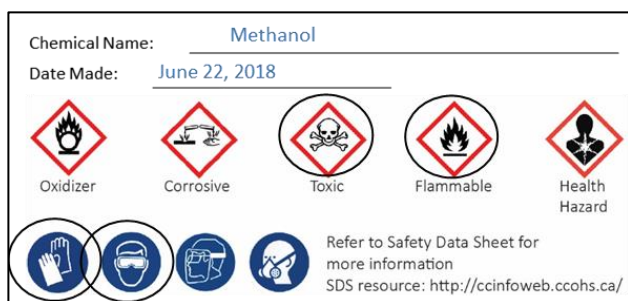 Chemical Name: Methanol
Date Made: June 22, 2018
Oxidizer Corrosive Toxic Flammable Health
Hazard
Refer to Safety Data Sheet for
more information
SDS resource: http://ccinfoweb.ccohs.ca/